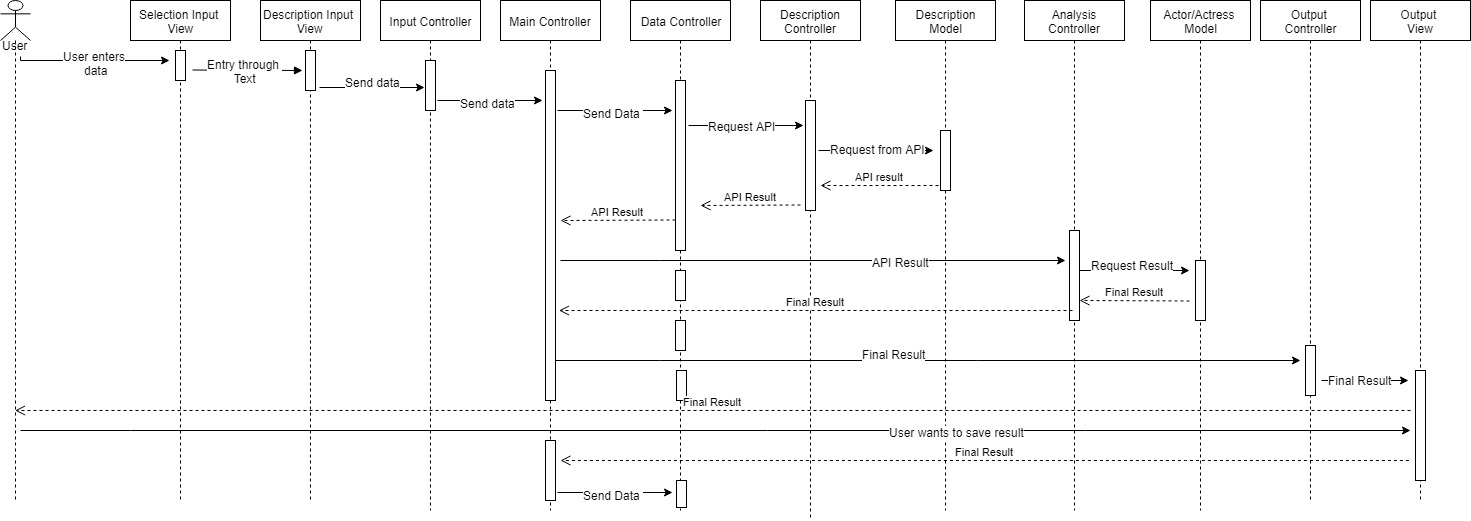 Selection Input
View
Description Input
View
Input Controller
Main Controller
Data Controller
Description
Controller
Description
Model
Analysis
Controller
Actor/Actress
Model
Output
Controller
Output
View
User
User enters
data
Entry through
Text
Send data
Send data
Send Data
Request API
Request from API
API result
API Result
API Result
API Result
Request Result
Final Result
Final Result
Final Result
Final Result
Final Result
User wants to save result
Final Result
Send Data